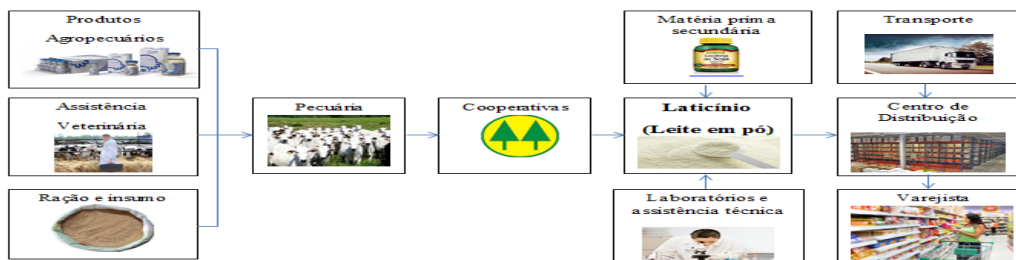 Produtos
Agropecuários
Assistência
Veterinária
Ração e insumo
Pecuária
Cooperativas
Matéria prima
secundária
Laticínio
(Leite em pó)
Laboratórios e
assistência técnica
Transporte
Centro de
Distribuição
Varejista